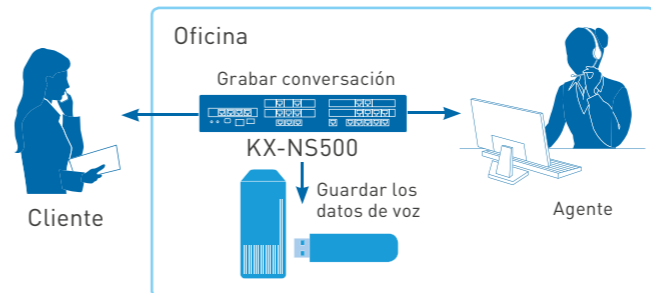 Oficina
Grabar conversación
KX-NS500
Guardar los
datos de voz
Cliente
Agente